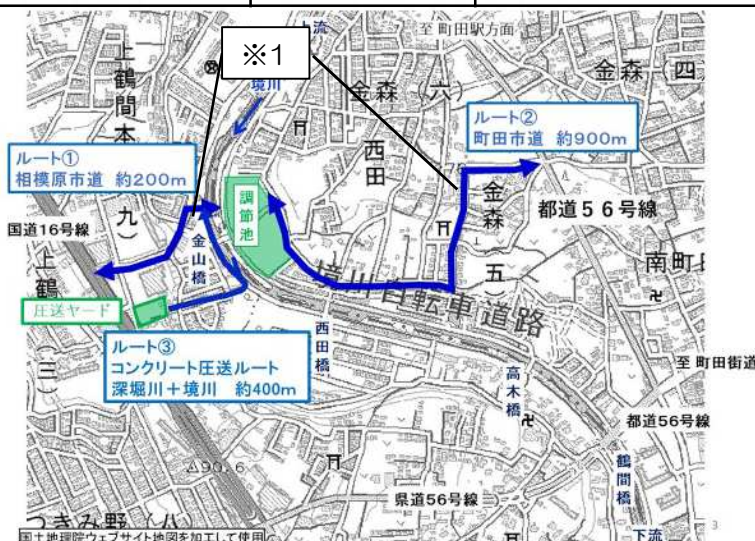 ※1
上流
至 町田駅方面
境川
金森(六)
金森(四
上鶴間本
九)
ルート②
町田市道 約900m
ルート①
相模原市道 約200m
西田
調節池
金森
五
都道56号線
国道16号線
金山橋
上鶴
(三)
南町
境川自転車道路
圧送ヤード
ルート③
コンクリート圧送ルート
深堀川+境川 約400m
西田橋
高木橋
至 町田街道
都道56号線
鶴間橋
△90.6
県道56号線
つきみ野(八
国土地理院ウェブサイト地図を加工して使用
下流
3